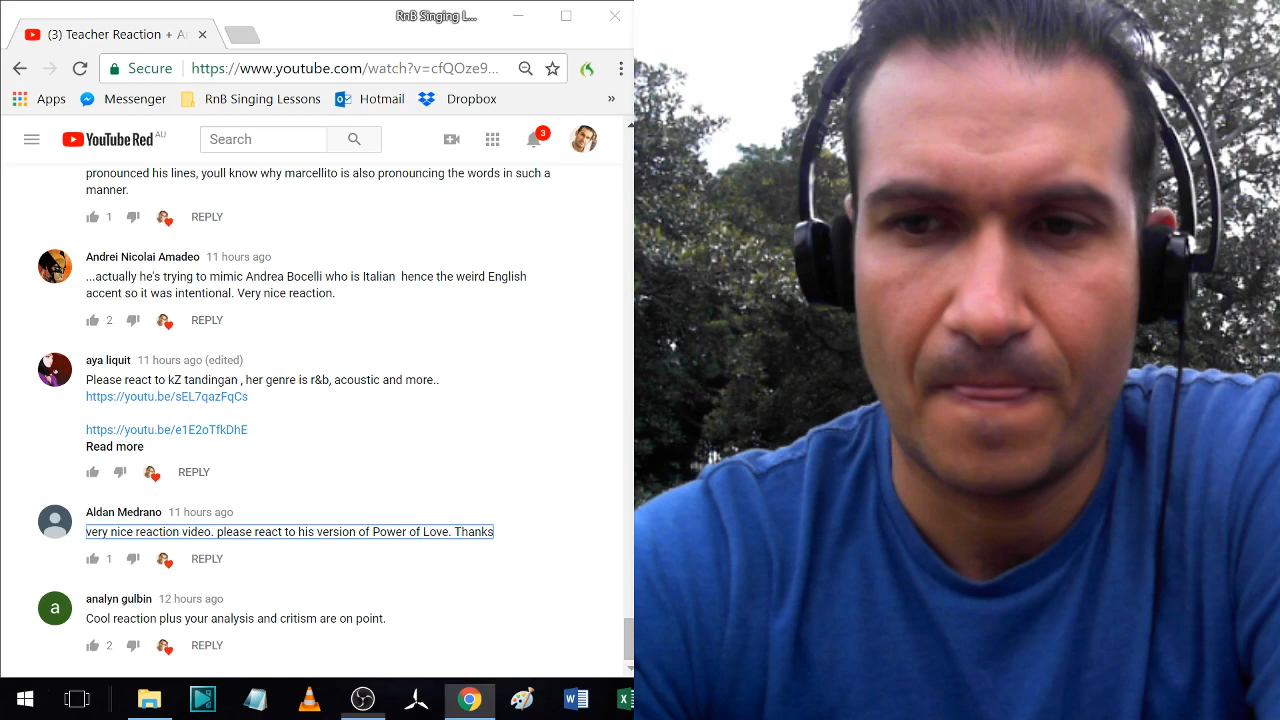 RnB Singing L...
(3) Teacher Reaction + A
Secure
https://www.youtube.com/watch?v=cfQOze9...
Apps
Messenger
RnB Singing Lessons
Hotmail
Dropbox
»
YouTube Red AU
Search
3
pronounced his lines, youll know why marcellito is also pronouncing the words in such a
manner.
1
REPLY
Andrei Nicolai Amadeo 11 hours ago
...actually he's trying to mimic Andrea Bocelli who is Italian hence the weird English
accent so it was intentional. Very nice reaction.
2
REPLY
aya liquit 11 hours ago (edited)
Please react to kZ tandingan , her genre is r&b, acoustic and more..
https://youtu.be/sEL7qazFqCs
https://youtu.be/e1E2oTfkDhE
Read more
REPLY
Aldan Medrano 11 hours ago
very nice reaction video. please react to his version of Power of Love. Thanks
1
REPLY
a
analyn gulbin 12 hours ago
Cool reaction plus your analysis and critism are on point.
2
REPLY